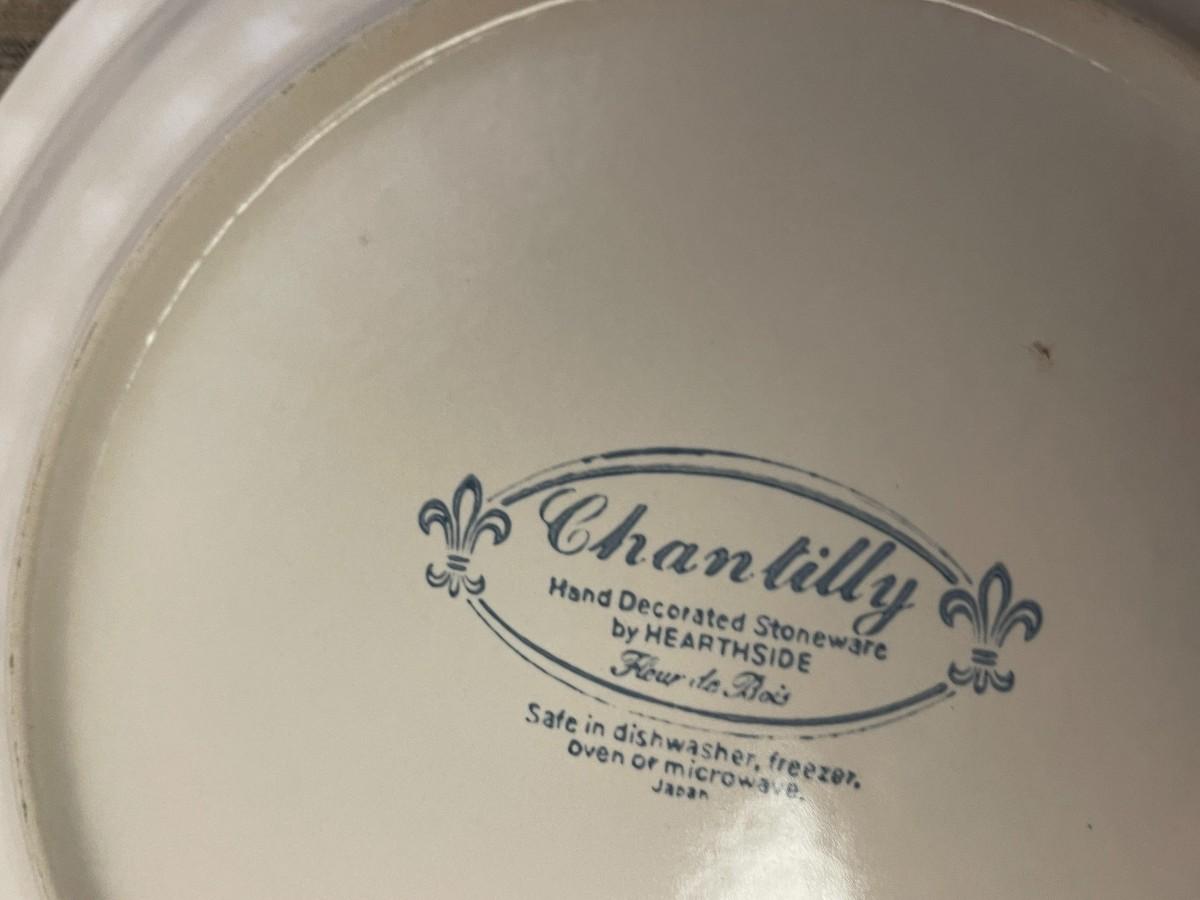 Chantilly
Hand Decorated Stoneware
by HEARTHSIDE
Fleur de Bois
Safe in dishwasher, freezer,
oven or microwave.
Japan